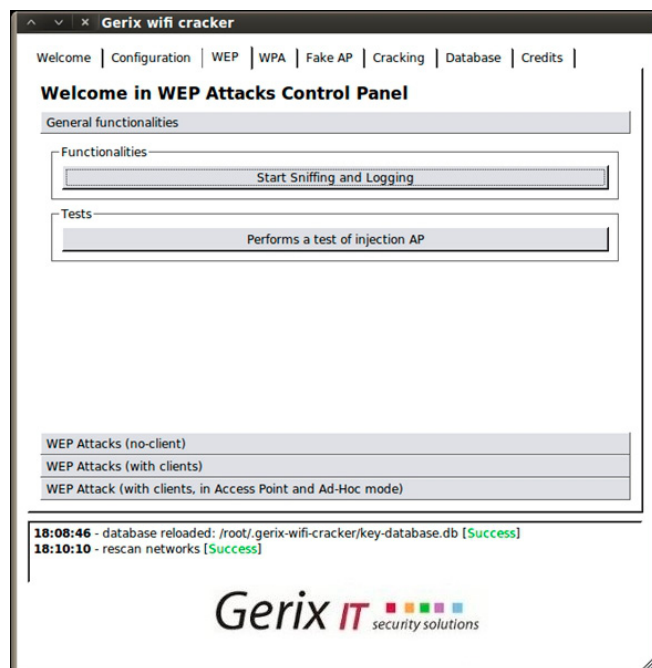 Gerix wifi cracker
Welcome Configuration WEP WPA Fake AP Cracking Database Credits
Welcome in WEP Attacks Control Panel
General functionalities
Functionalities
Start Sniffing and Logging
Tests
Performs a test of injection AP
WEP Attacks (no-client)
WEP Attacks (with clients)
WEP Attack (with clients, in Access Point and Ad-Hoc mode)
18:08:46 - database reloaded: /root/.gerix-wifi-cracker/key-database.db [Success]
18:10:10 - rescan networks [Success]
Gerix IT security solutions